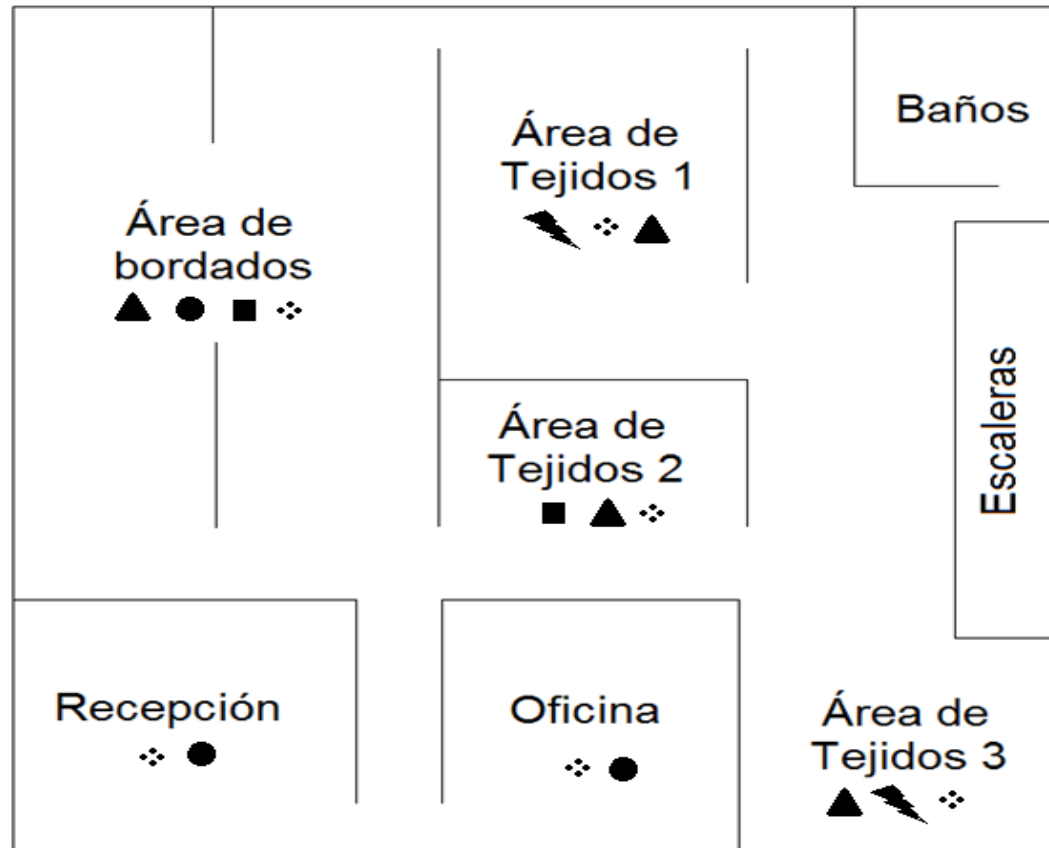 Baños
Área de
Tejidos 1
Área de
bordados
Escaleras
Área de
Tejidos 2
Recepción
Oficina
Área de
Tejidos 3